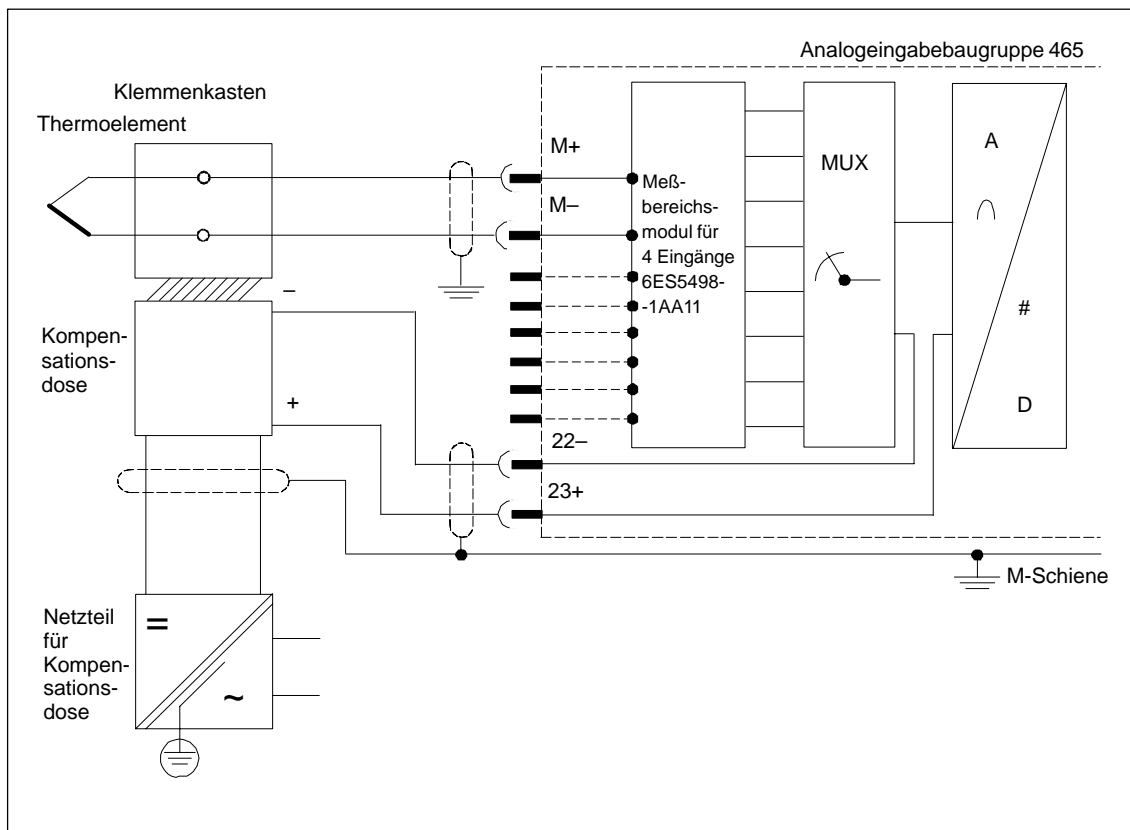 Analogeingabebaugruppe 465
Klemmenkasten
Thermoelement
M+
M–
Meß-
bereichs-
modul für
4 Eingänge
6ES5498-
-1AA11
MUX
A
#
D
–
Kompen-
sations-
dose
+
22–
23+
M-Schiene
Netzteil
für
Kompen-
sations-
dose
=
~